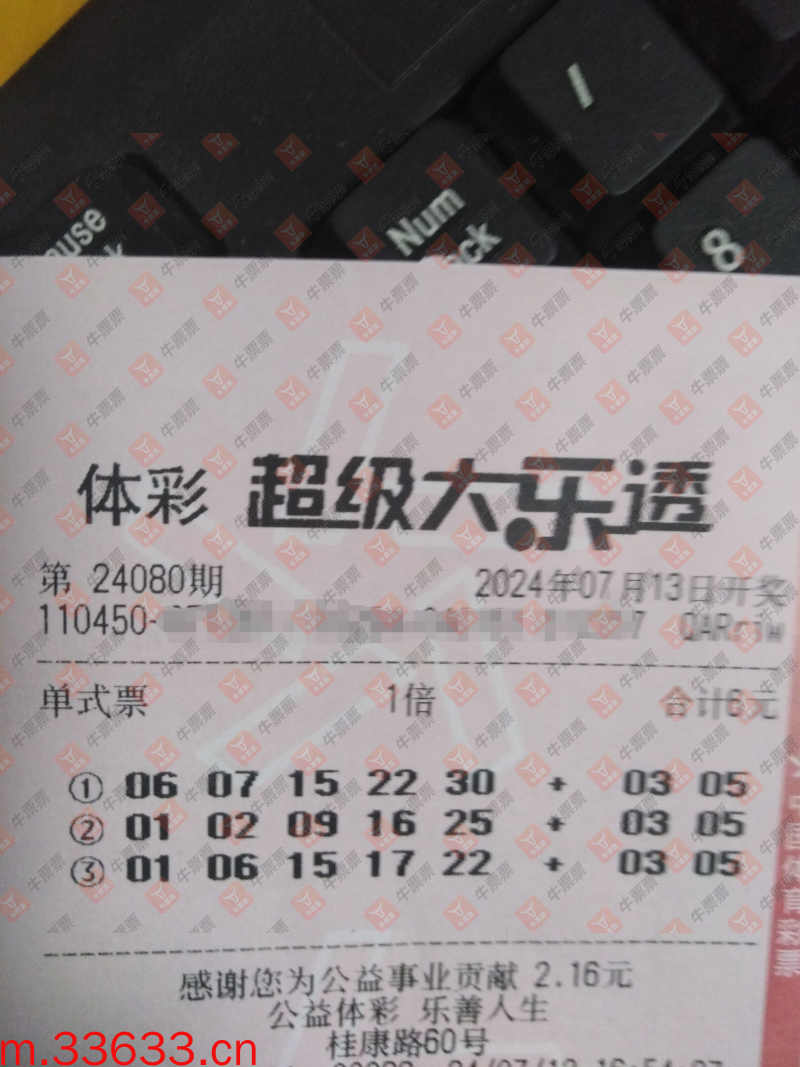 Num
8
体彩 超级大乐透
第 24080期 2024年07月13日开奖
110450-
单式票 1倍 合计6元
① 06 07 15 22 30 + 03 05
② 01 02 09 16 25 + 03 05
③ 01 06 15 17 22 + 03 05
感谢您为公益事业贡献 2.16元
公益体彩 乐善人生
桂康路60号
m.33633.cn
牛票票